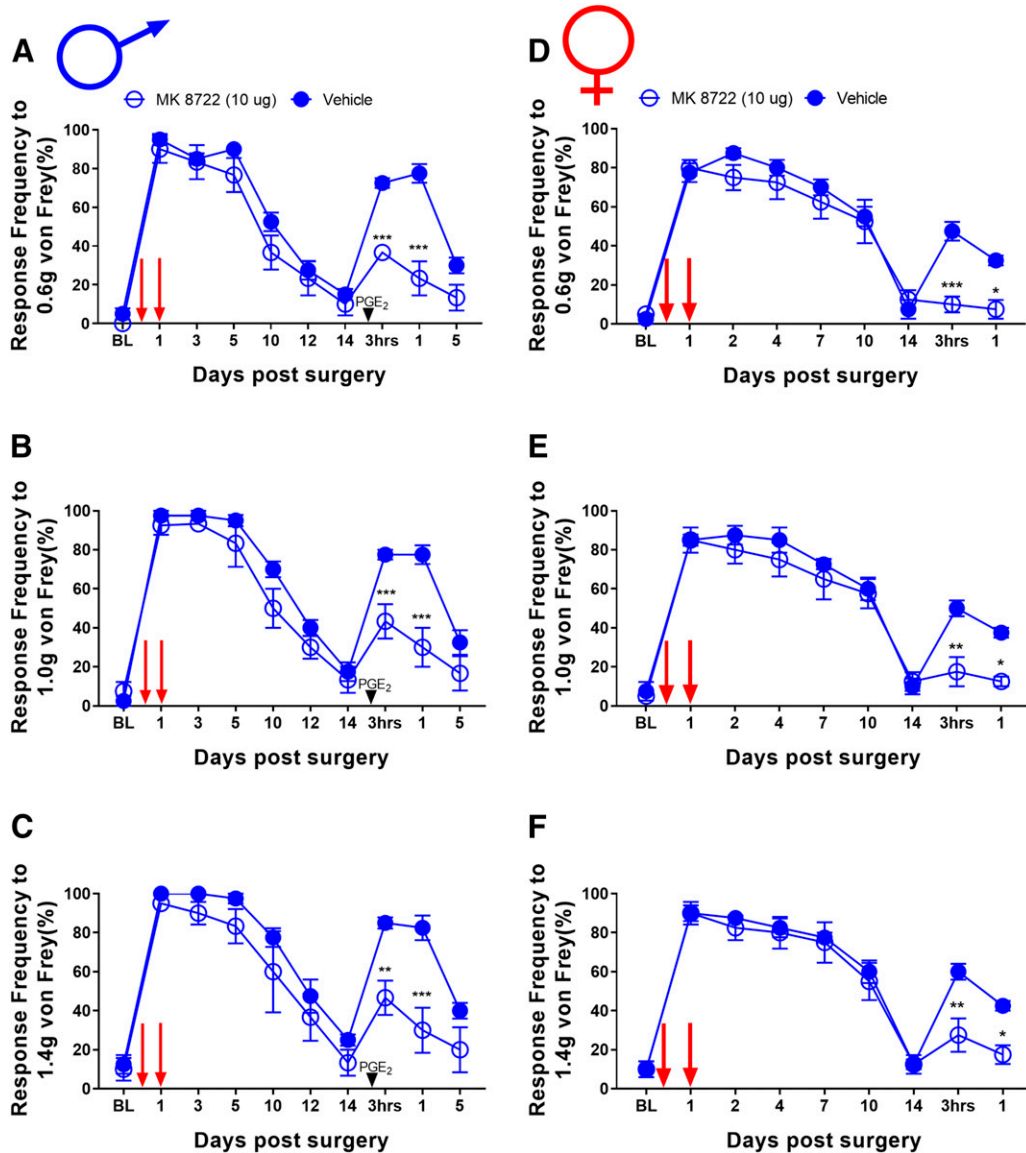 A
MK 8722 (10 ug) Vehicle
Response Frequency to
0.6g von Frey(%)
100
80
60
40
20
0
*** ***
PGE2
BL 1 3 5 10 12 14 3hrs 1 5
Days post surgery
B
Response Frequency to
1.0g von Frey(%)
100
80
60
40
20
0
*** ***
PGE2
BL 1 3 5 10 12 14 3hrs 1 5
Days post surgery
C
Response Frequency to
1.4g von Frey(%)
100
80
60
40
20
0
** ***
PGE2
BL 1 3 5 10 12 14 3hrs 1 5
Days post surgery
D
MK 8722 (10 ug) Vehicle
Response Frequency to
0.6g von Frey(%)
100
80
60
40
20
0
*** *
BL 1 2 4 7 10 14 3hrs 1
Days post surgery
E
Response Frequency to
1.0g von Frey(%)
100
80
60
40
20
0
** *
BL 1 2 4 7 10 14 3hrs 1
Days post surgery
F
Response Frequency to
1.4g von Frey(%)
100
80
60
40
20
0
** *
BL 1 2 4 7 10 14 3hrs 1
Days post surgery